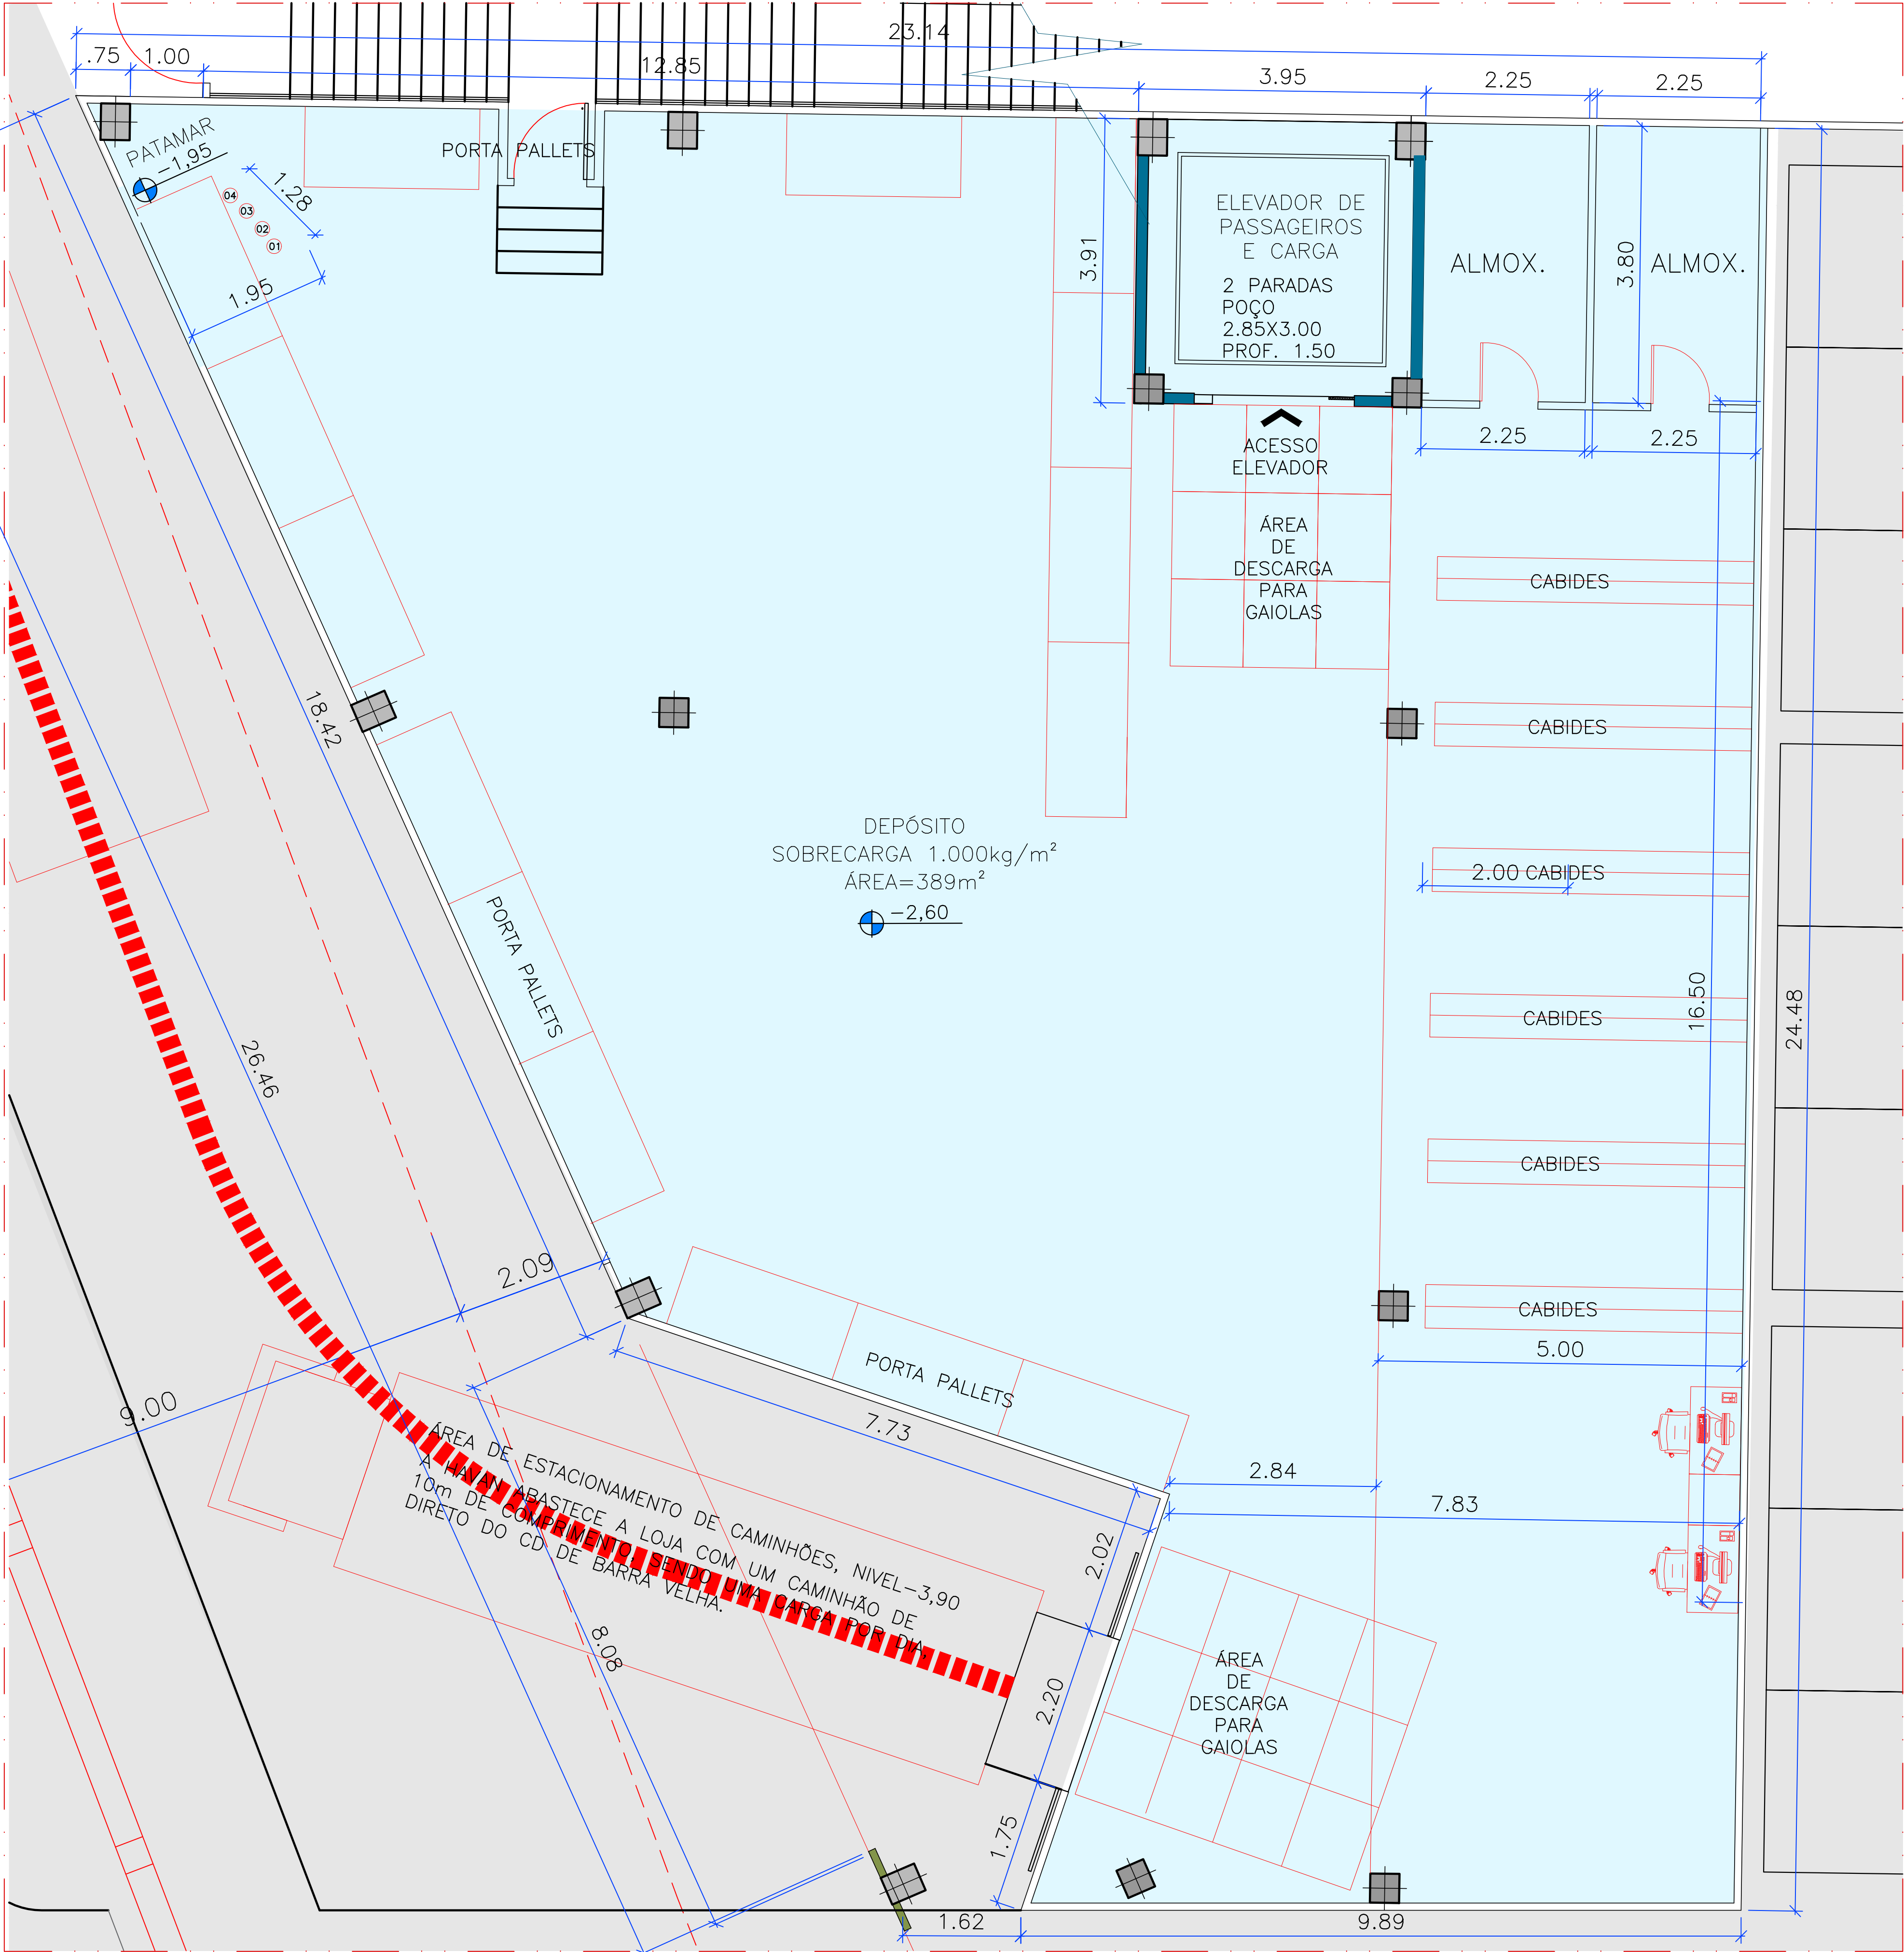 23.14
.75
1.00
12.85
3.95
2.25
2.25
PATAMAR
-1,95
PORTA PALLETS
04
03
02
01
1.28
1.95
3.91
ELEVADOR DE
PASSAGEIROS
E CARGA
2 PARADAS
POÇO
2.85X3.00
PROF. 1.50
ALMOX.
3.80
ALMOX.
2.25
2.25
ACESSO
ELEVADOR
ÁREA
DE
DESCARGA
PARA
GAIOLAS
CABIDES
CABIDES
2.00 CABIDES
CABIDES
CABIDES
CABIDES
18.42
DEPÓSITO
SOBRECARGA 1.000kg/m²
ÁREA=389m²
-2,60
PORTA PALLETS
16.50
24.48
26.46
2.09
9.00
5.00
PORTA PALLETS
7.73
2.84
7.83
ÁREA DE ESTACIONAMENTO DE CAMINHÕES, NIVEL-3,90
A HAVAN ABASTECE A LOJA COM UM CAMINHÃO DE
10m DE COMPRIMENTO, SENDO UMA CARGA POR DIA,
DIRETO DO CD DE BARRA VELHA.
2.02
2.20
8.08
1.75
ÁREA
DE
DESCARGA
PARA
GAIOLAS
1.62
9.89